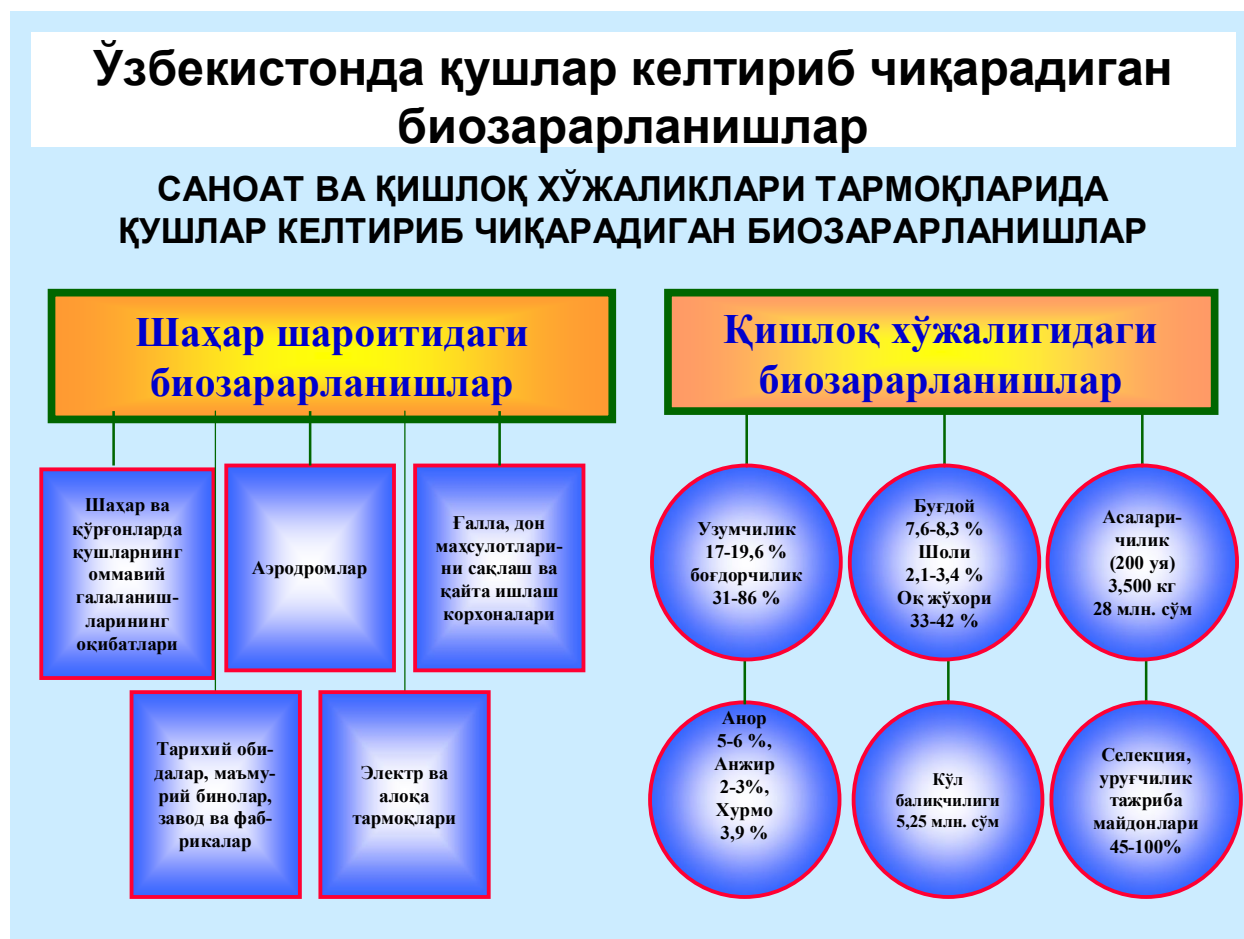 Ўзбекистонда қушлар келтириб чиқарадиган
биозарарланишлар
САНОАТ ВА ҚИШЛОҚ ХЎЖАЛИКЛАРИ ТАРМОҚЛАРИДА
ҚУШЛАР КЕЛТИРИБ ЧИҚАРАДИГАН БИОЗАРАРЛАНИШЛАР
Шаҳар шароитидаги
биозарарланишлар
Шаҳар ва
қўрғонларда
қушларнинг
оммавий
галаланиш-
ларининг
оқибатлари
Аэродромлар
Ғалла, дон
маҳсулотлари-
ни сақлаш ва
қайта ишлаш
корхоналари
Тарихий оби-
далар, маъму-
рий бинолар,
завод ва фаб-
рикалар
Электр ва
алоқа
тармоқлари
Қишлоқ хўжалигидаги
биозарарланишлар
Узумчилик
17-19,6 %
боғдорчилик
31-86 %
Буғдой
7,6-8,3 %
Шоли
2,1-3,4 %
Оқ жўхори
33-42 %
Асалари-
чилик
(200 уя)
3,500 кг
28 млн. сўм
Анор
5-6 %,
Анжир
2-3%,
Хурмо
3,9 %
Кўл
балиқчилиги
5,25 млн. сўм
Селекция,
уруғчилик
тажриба
майдонлари
45-100%